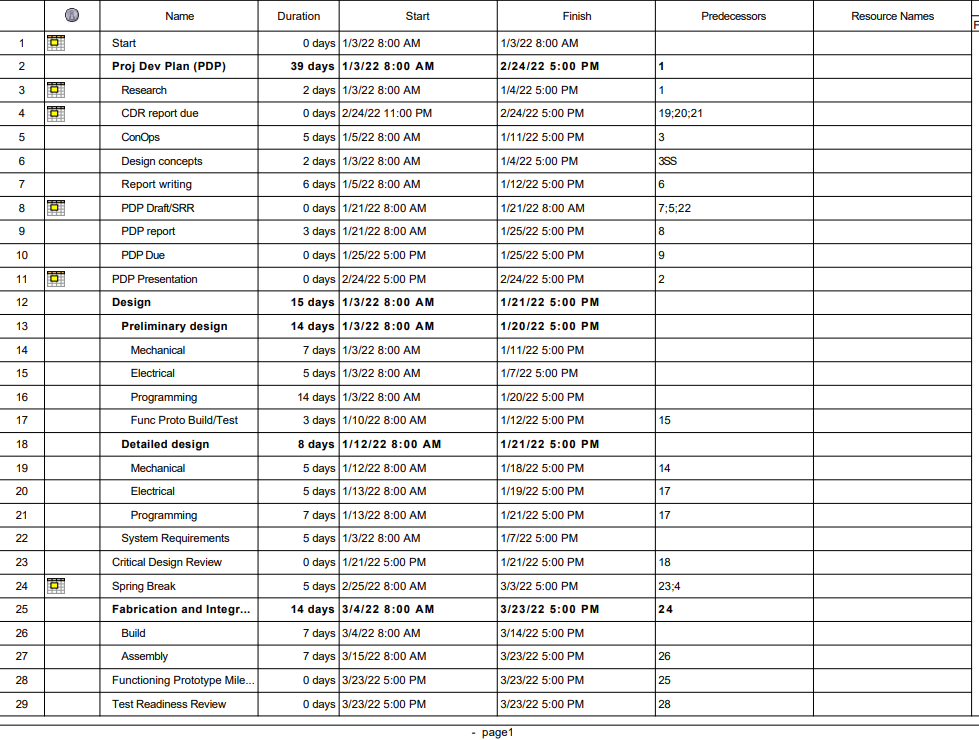 Name Duration Start Finish Predecessors Resource Names
F
1 Start 0 days 1/3/22 8:00 AM 1/3/22 8:00 AM
2 Proj Dev Plan (PDP) 39 days 1/3/22 8:00 AM 2/24/22 5:00 PM 1
3 Research 2 days 1/3/22 8:00 AM 1/4/22 5:00 PM 1
4 CDR report due 0 days 2/24/22 11:00 PM 2/24/22 5:00 PM 19;20;21
5 ConOps 5 days 1/5/22 8:00 AM 1/11/22 5:00 PM 3
6 Design concepts 2 days 1/3/22 8:00 AM 1/4/22 5:00 PM 3SS
7 Report writing 6 days 1/5/22 8:00 AM 1/12/22 5:00 PM 6
8 PDP Draft/SRR 0 days 1/21/22 8:00 AM 1/21/22 8:00 AM 7;5;22
9 PDP report 3 days 1/21/22 8:00 AM 1/25/22 5:00 PM 8
10 PDP Due 0 days 1/25/22 5:00 PM 1/25/22 5:00 PM 9
11 PDP Presentation 0 days 2/24/22 5:00 PM 2/24/22 5:00 PM 2
12 Design 15 days 1/3/22 8:00 AM 1/21/22 5:00 PM
13 Preliminary design 14 days 1/3/22 8:00 AM 1/20/22 5:00 PM
14 Mechanical 7 days 1/3/22 8:00 AM 1/11/22 5:00 PM
15 Electrical 5 days 1/3/22 8:00 AM 1/7/22 5:00 PM
16 Programming 14 days 1/3/22 8:00 AM 1/20/22 5:00 PM
17 Func Proto Build/Test 3 days 1/10/22 8:00 AM 1/12/22 5:00 PM 15
18 Detailed design 8 days 1/12/22 8:00 AM 1/21/22 5:00 PM
19 Mechanical 5 days 1/12/22 8:00 AM 1/18/22 5:00 PM 14
20 Electrical 5 days 1/13/22 8:00 AM 1/19/22 5:00 PM 17
21 Programming 7 days 1/13/22 8:00 AM 1/21/22 5:00 PM 17
22 System Requirements 5 days 1/3/22 8:00 AM 1/7/22 5:00 PM
23 Critical Design Review 0 days 1/21/22 5:00 PM 1/21/22 5:00 PM 18
24 Spring Break 5 days 2/25/22 8:00 AM 3/3/22 5:00 PM 23;4
25 Fabrication and Integr... 14 days 3/4/22 8:00 AM 3/23/22 5:00 PM 24
26 Build 7 days 3/4/22 8:00 AM 3/14/22 5:00 PM
27 Assembly 7 days 3/15/22 8:00 AM 3/23/22 5:00 PM 26
28 Functioning Prototype Mile... 0 days 3/23/22 5:00 PM 3/23/22 5:00 PM 25
29 Test Readiness Review 0 days 3/23/22 5:00 PM 3/23/22 5:00 PM 28
- page1